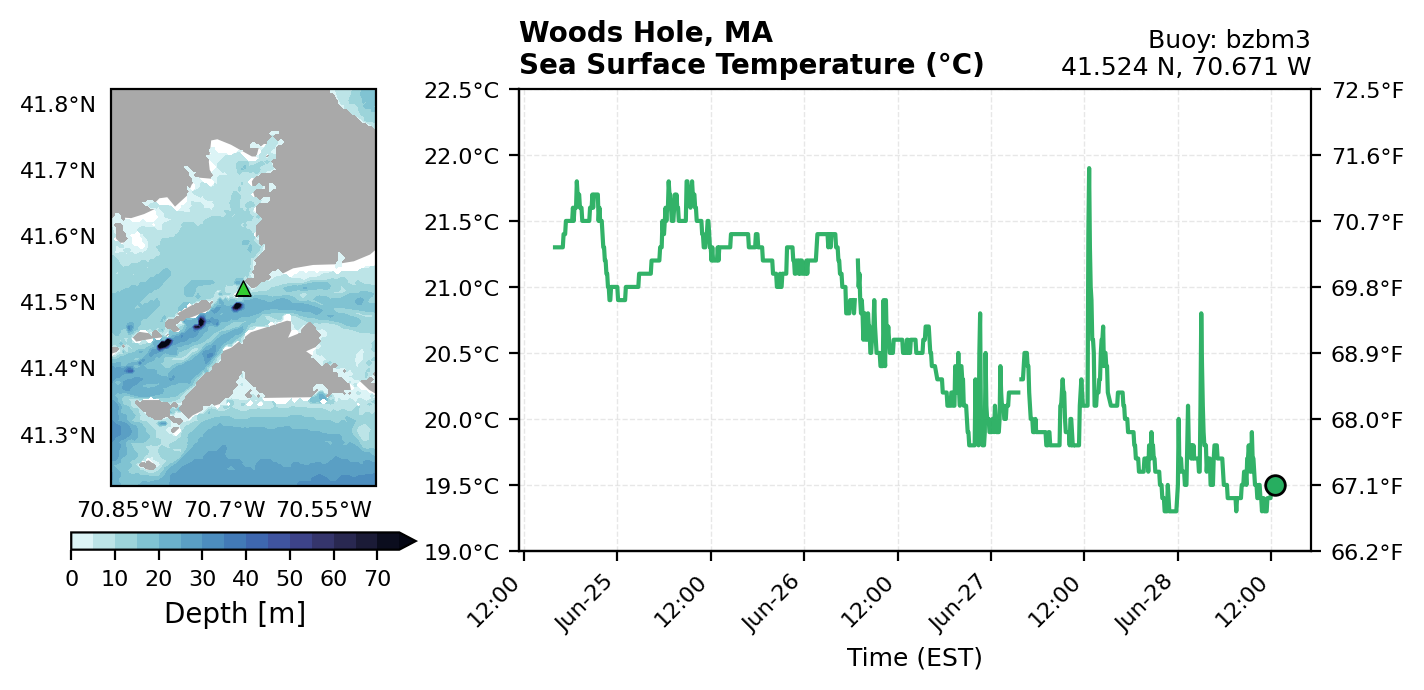 Woods Hole, MA
Sea Surface Temperature (°C)
Buoy: bzbm3
41.524 N, 70.671 W
41.8°N
41.7°N
41.6°N
41.5°N
41.4°N
41.3°N
70.85°W 70.7°W 70.55°W
0 10 20 30 40 50 60 70
Depth [m]
22.5°C
22.0°C
21.5°C
21.0°C
20.5°C
20.0°C
19.5°C
19.0°C
72.5°F
71.6°F
70.7°F
69.8°F
68.9°F
68.0°F
67.1°F
66.2°F
12:00 Jun-25 12:00 Jun-26 12:00 Jun-27 12:00 Jun-28 12:00
Time (EST)